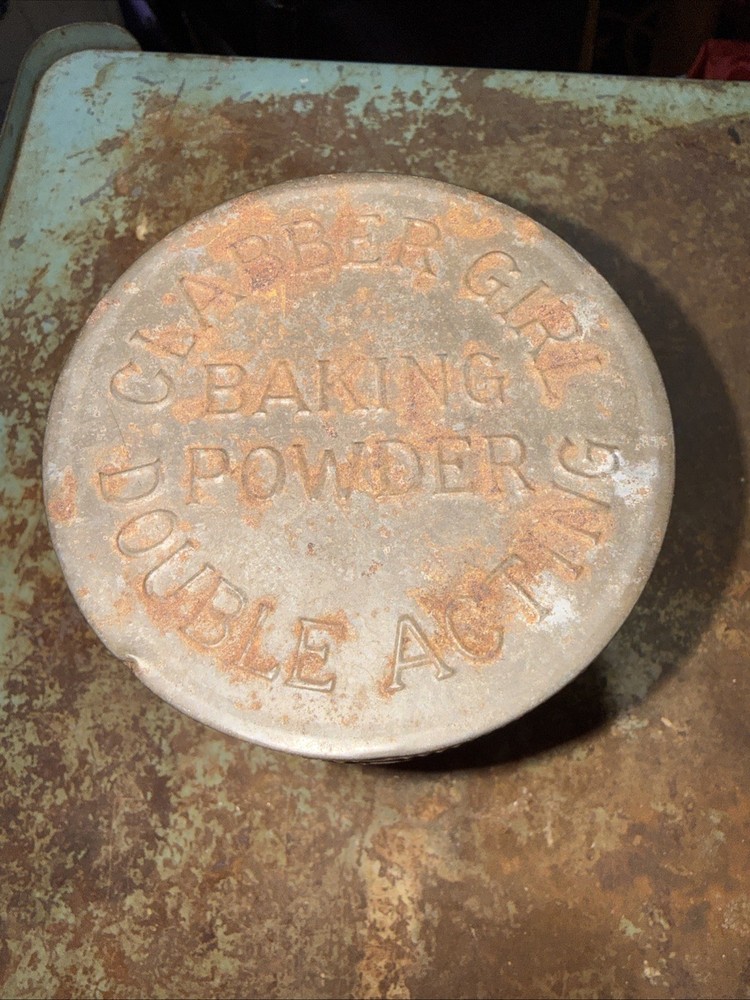 CLABBER GIRL
BAKING
POWDER
DOUBLE ACTING